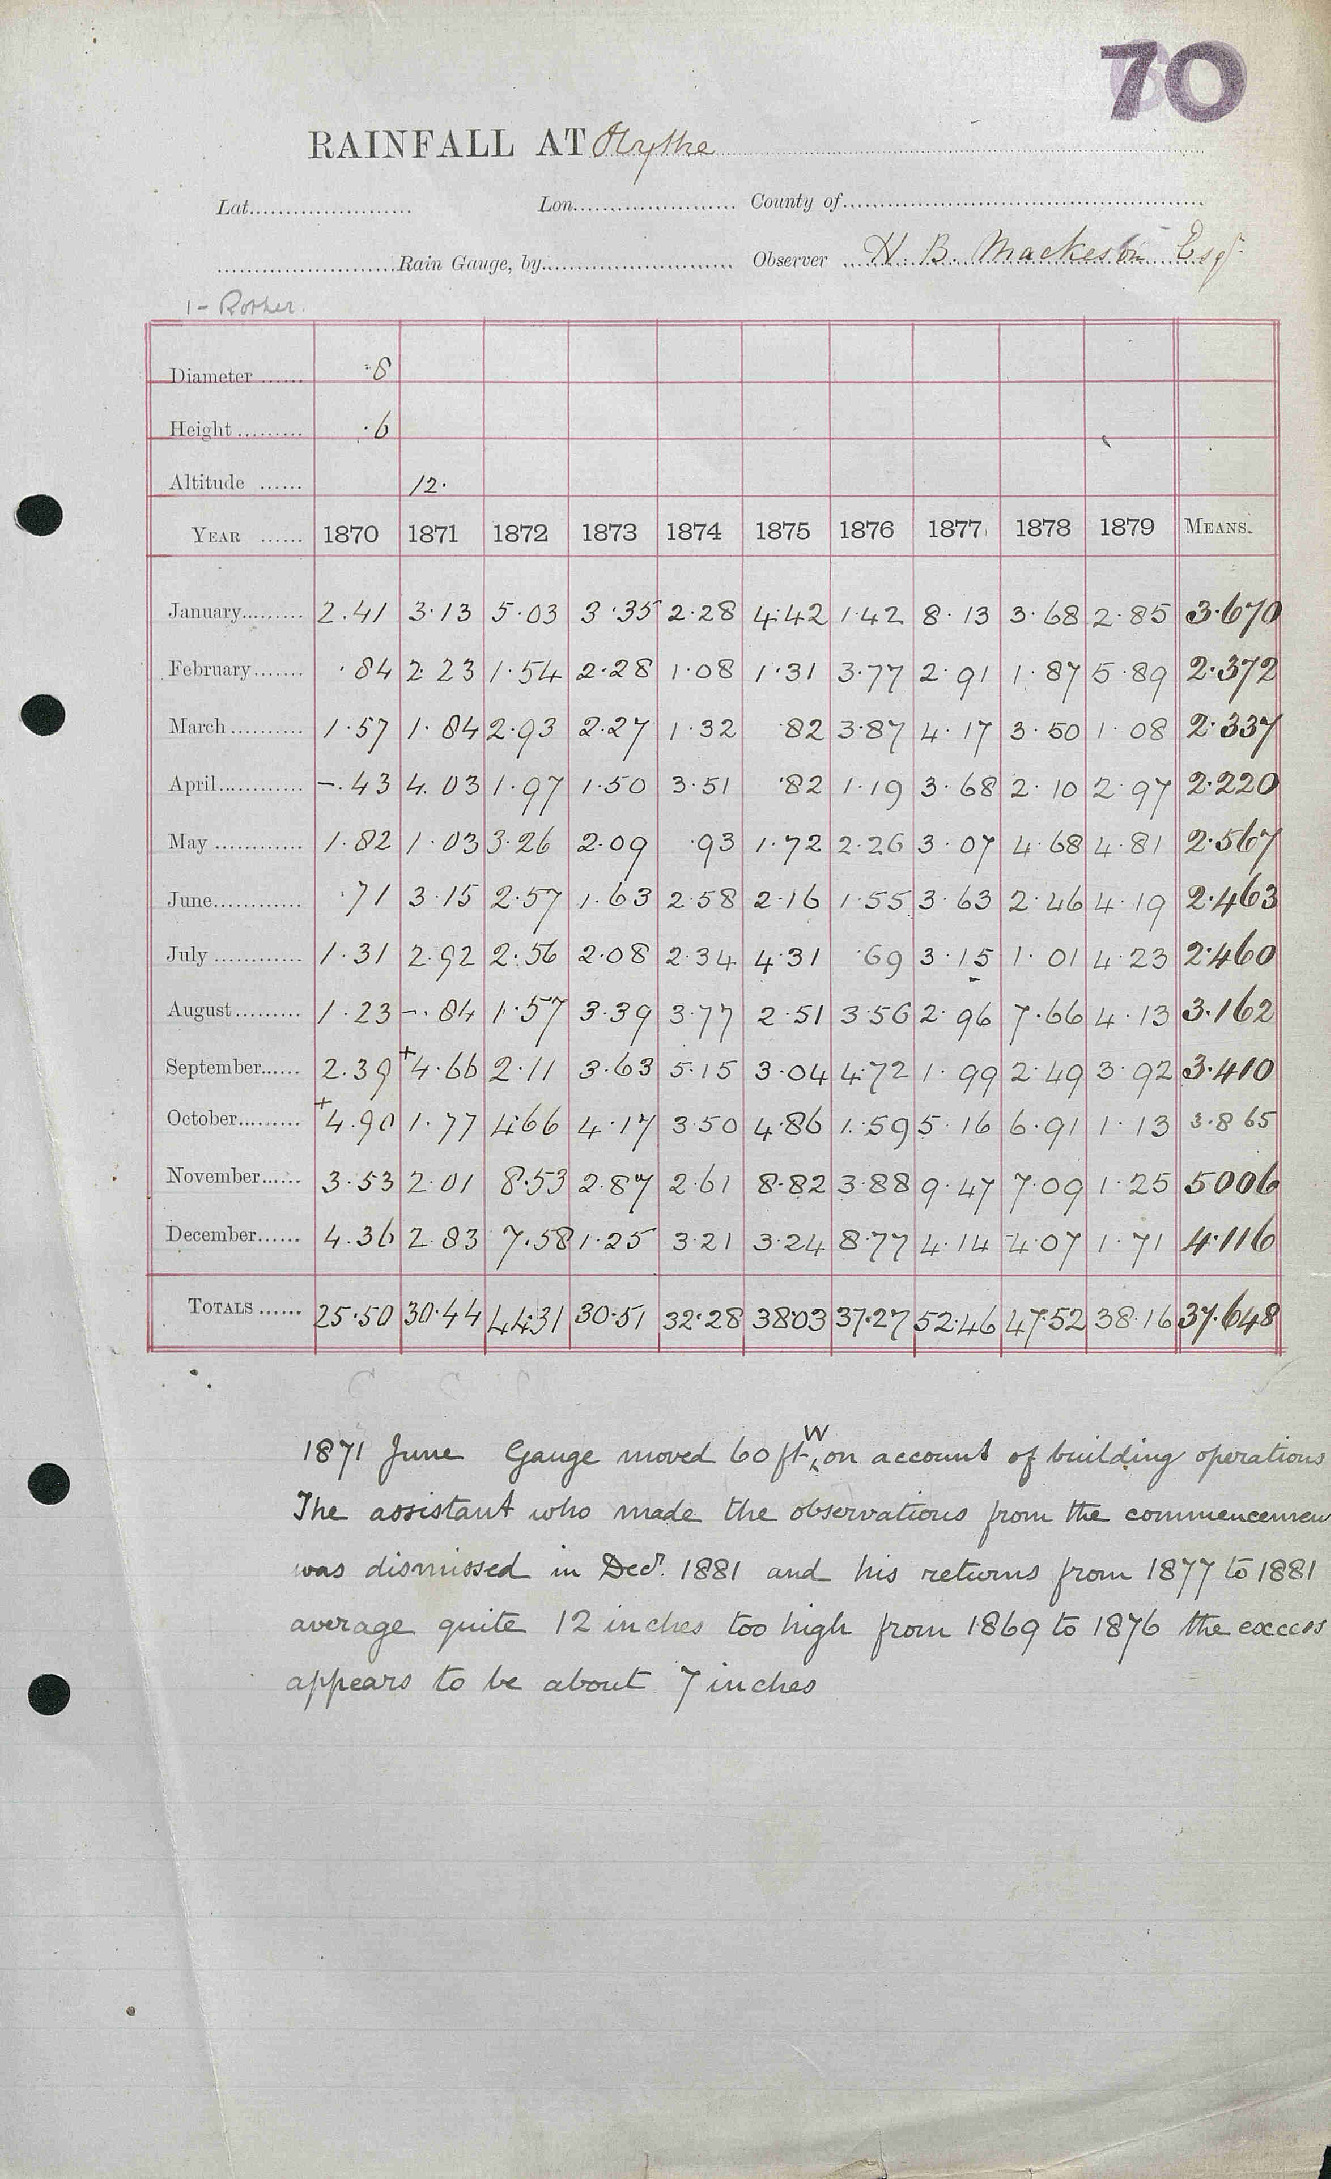 70
RAINFALL AT Hythe
Lat. Lon. County of
Rain Gauge, by Observer H. B. Mackeson Esqr
1 - Rother.
Diameter ·8
Height ·6
Altitude 12·
YEAR 1870 1871 1872 1873 1874 1875 1876 1877 1878 1879 MEANS.
January 2.41 3·13 5·03 3·35 2·28 4·42 1·42 8·13 3·68 2·85 3·670
February ·84 2·23 1·54 2·28 1·08 1·31 3·77 2·91 1·87 5·89 2·372
March 1·57 1·84 2·93 2·27 1·32 ·82 3·87 4·17 3·50 1·08 2·337
April -·43 4.03 1·97 1·50 3·51 ·82 1·19 3·68 2·10 2·97 2·220
May 1·82 1·03 3·26 2·09 ·93 1·72 2·26 3·07 4·68 4·81 2·567
June ·71 3·15 2·57 1·63 2·58 2·16 1·55 3·63 2·46 4·19 2·463
July 1·31 2·92 2·56 2·08 2·34 4·31 ·69 3·15 1·01 4·23 2·460
August 1·23 -·84 1·57 3·39 3·77 2·51 3·56 2·96 7·66 4·13 3·162
September 2.39 +4·66 2·11 3·63 5·15 3·04 4·72 1·99 2·49 3·92 3·410
October +4.90 1·77 4·66 4·17 3·50 4·86 1·59 5·16 6·91 1·13 3·865
November 3·53 2·01 8·53 2·87 2·61 8·82 3·88 9·47 7·09 1·25 5006
December 4·36 2·83 7·58 1·25 3·21 3·24 8·77 4·14 4·07 1·71 4·116
TOTALS 25·50 30·44 44·31 30·51 32·28 3803 37·27 52·46 47·52 38·16 37·648
1871 June Gauge moved 60 ft W on account of building operations
The assistant who made the observations from the commencemen
was dismissed in Decr. 1881 and his returns from 1877 to 1881
average quite 12 inches too high from 1869 to 1876 the excess
appears to be about 7 inches